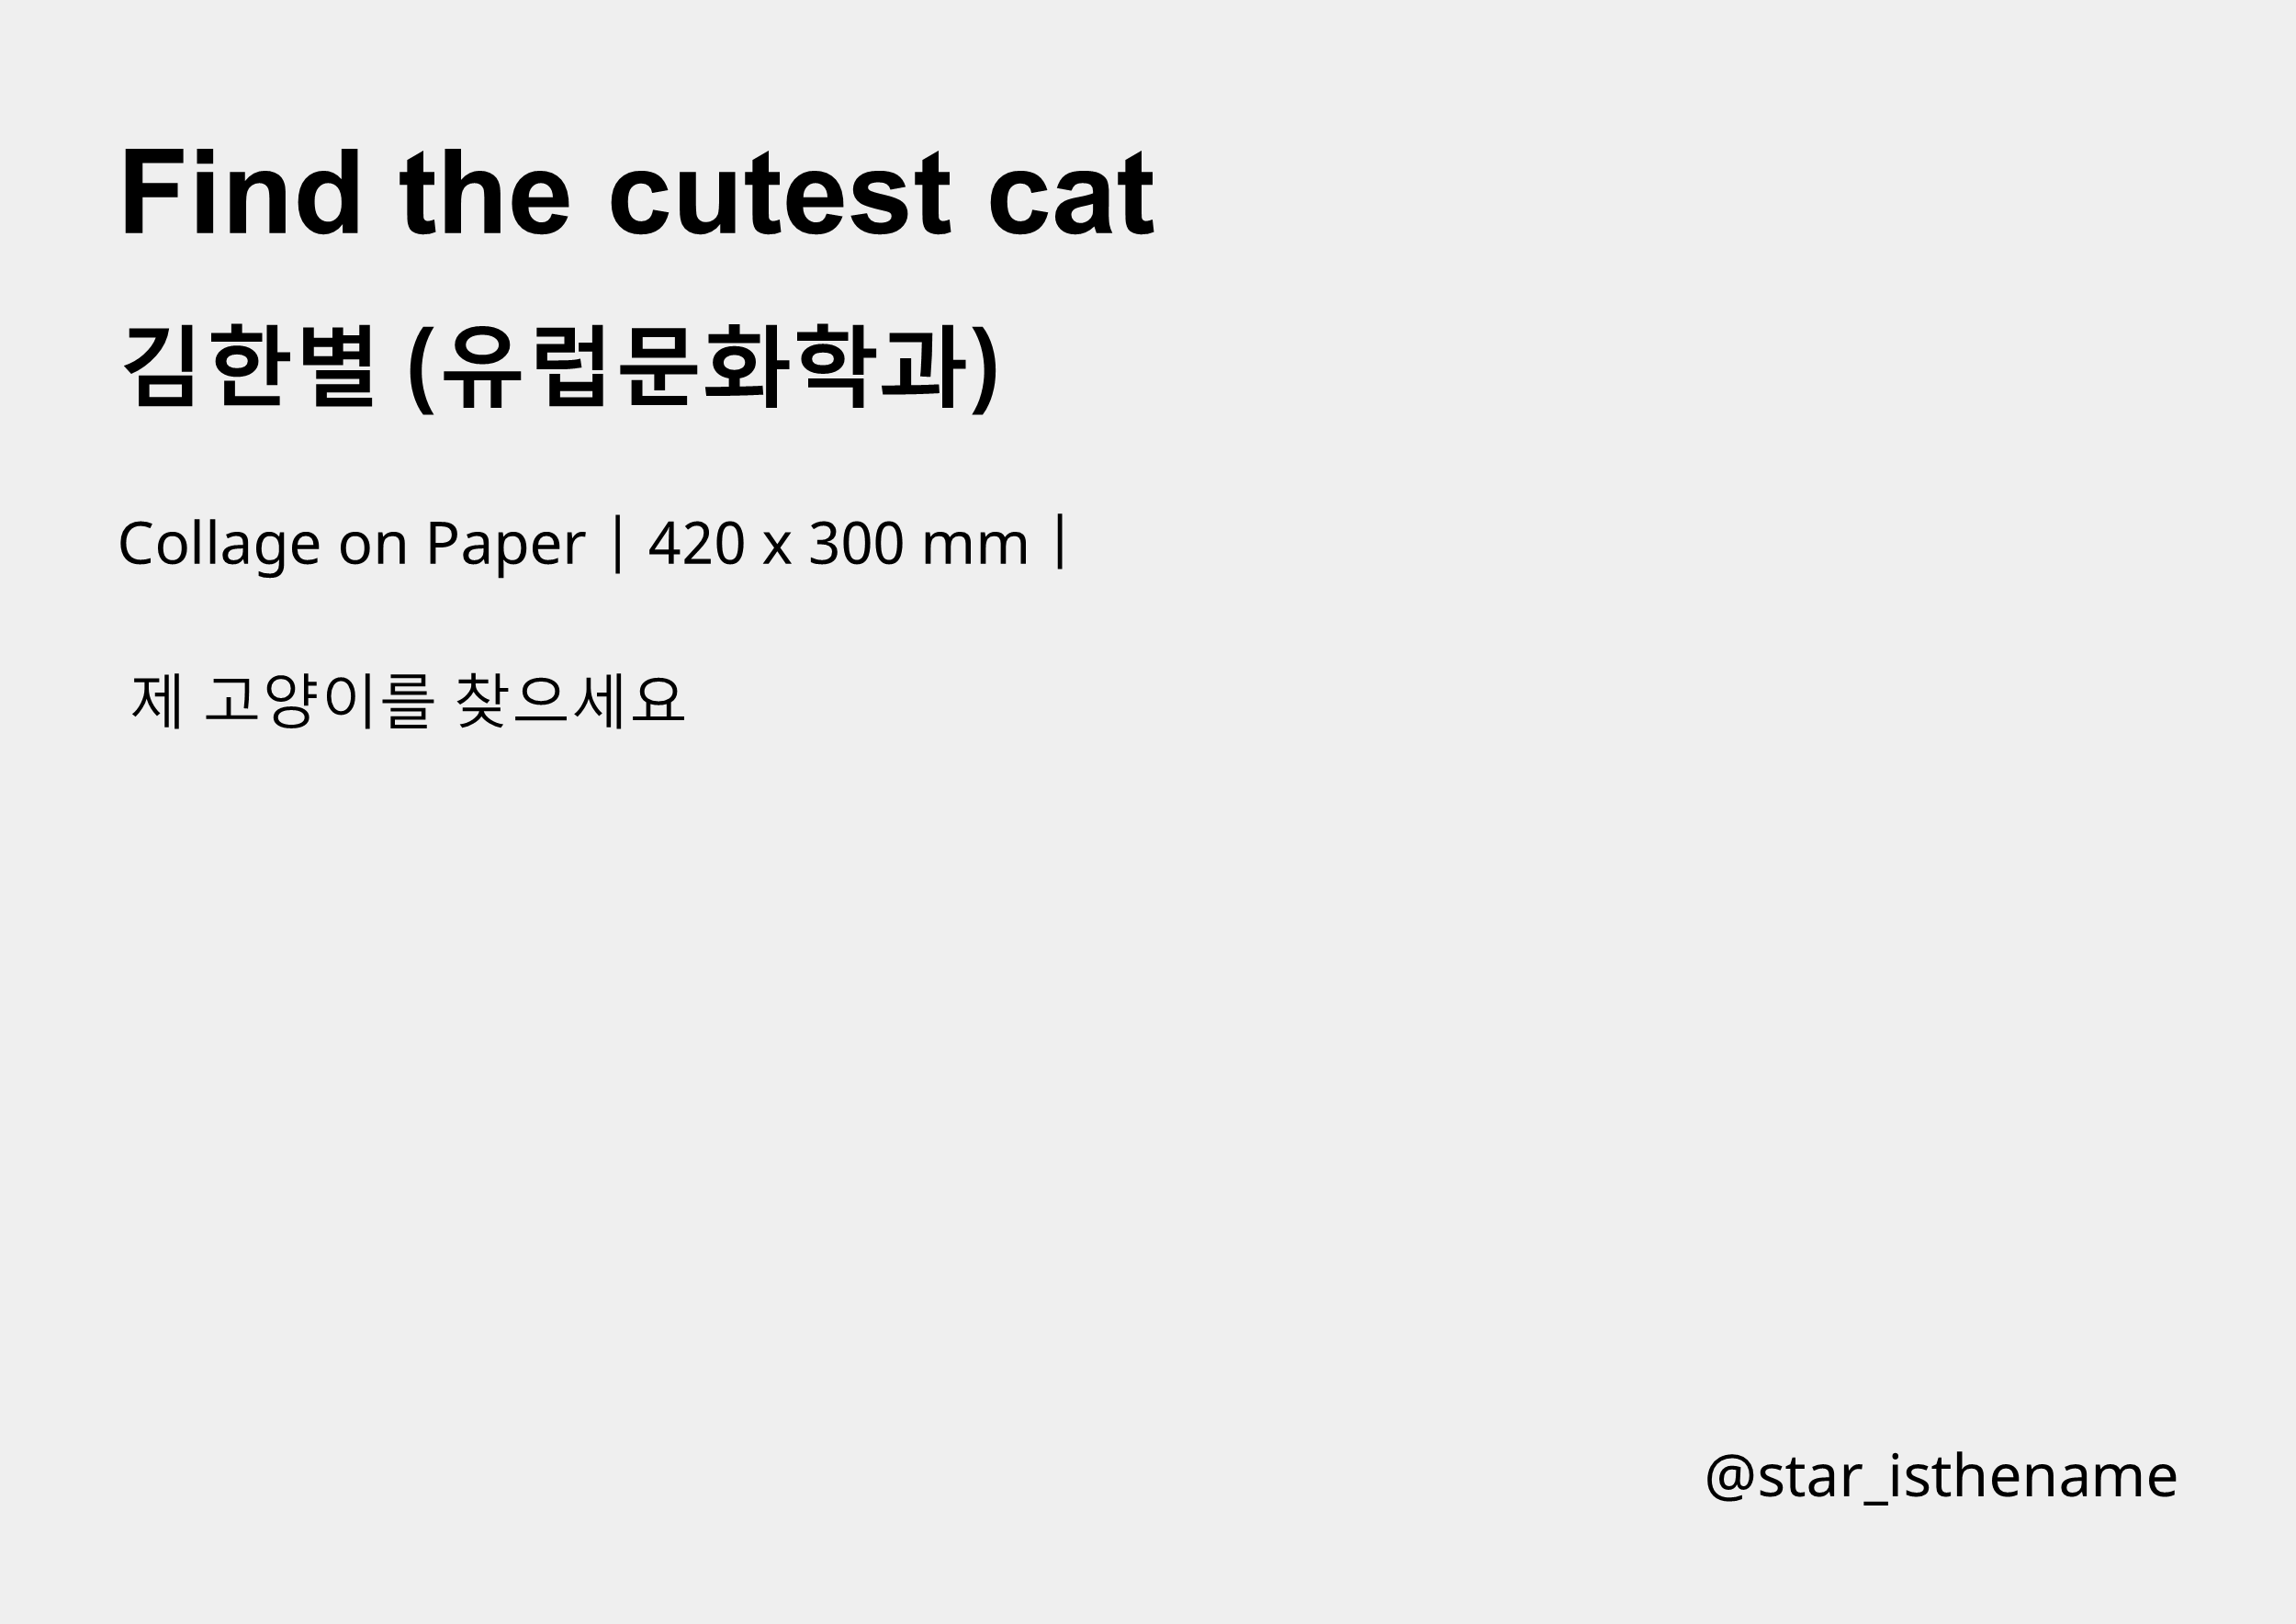 Find the cutest cat
김한별 (유럽문화학과)
Collage on Paper | 420 x 300 mm |
제 고양이를 찾으세요
@star_isthename